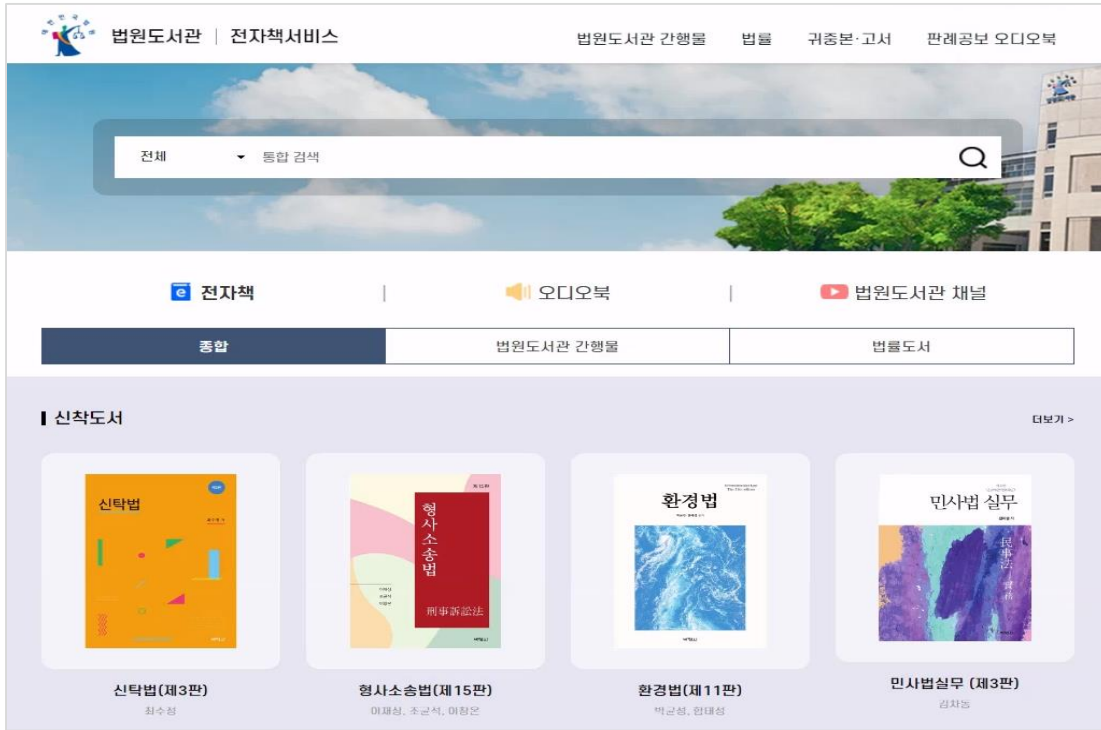 법원도서관 | 전자책서비스
법원도서관 간행물 법률 귀중본·고서 판례공보 오디오북
전체 통합 검색
전자책 | 오디오북 | 법원도서관 채널
종합 법원도서관 간행물 법률도서
신착도서 더보기 >
신탁법
형사소송법
刑事訴訟法
환경법
민사법 실무
民事法 實務
신탁법(제3판) 형사소송법(제15판) 환경법(제11판) 민사법실무 (제3판)
최수정 이재상, 조균석, 이창온 박균성, 함태성 김차동